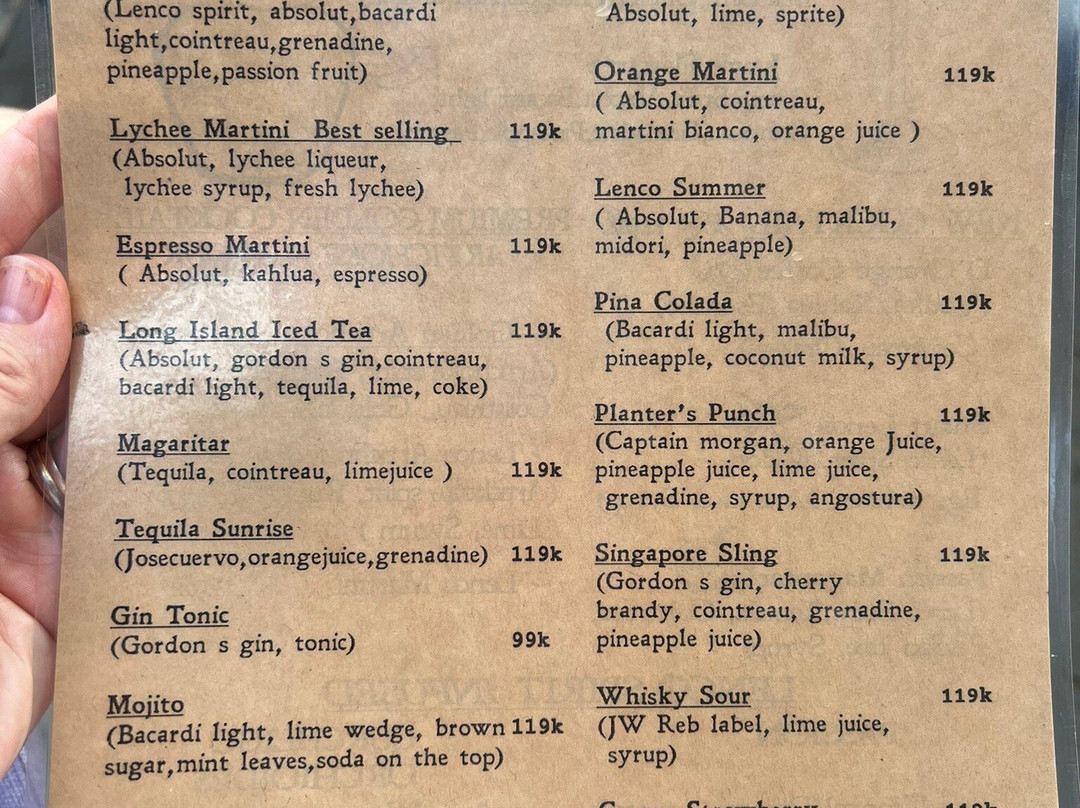 (Lenco spirit, absolut,bacardi
light,cointreau,grenadine,
pineapple,passion fruit)
Lychee Martini Best selling 119k
(Absolut, lychee liqueur,
lychee syrup, fresh lychee)
Espresso Martini 119k
( Absolut, kahlua, espresso)
Long Island Iced Tea 119k
(Absolut, gordon s gin,cointreau,
bacardi light, tequila, lime, coke)
Magaritar
(Tequila, cointreau, limejuice ) 119k
Tequila Sunrise
(Josecuervo,orangejuice,grenadine) 119k
Gin Tonic
(Gordon s gin, tonic) 99k
Mojito
(Bacardi light, lime wedge, brown 119k
sugar,mint leaves,soda on the top)
Absolut, lime, sprite)
Orange Martini 119k
( Absolut, cointreau,
martini bianco, orange juice )
Lenco Summer 119k
( Absolut, Banana, malibu,
midori, pineapple)
Pina Colada 119k
(Bacardi light, malibu,
pineapple, coconut milk, syrup)
Planter's Punch 119k
(Captain morgan, orange Juice,
pineapple juice, lime juice,
grenadine, syrup, angostura)
Singapore Sling 119k
(Gordon s gin, cherry
brandy, cointreau, grenadine,
pineapple juice)
Whisky Sour 119k
(JW Reb label, lime juice,
syrup)